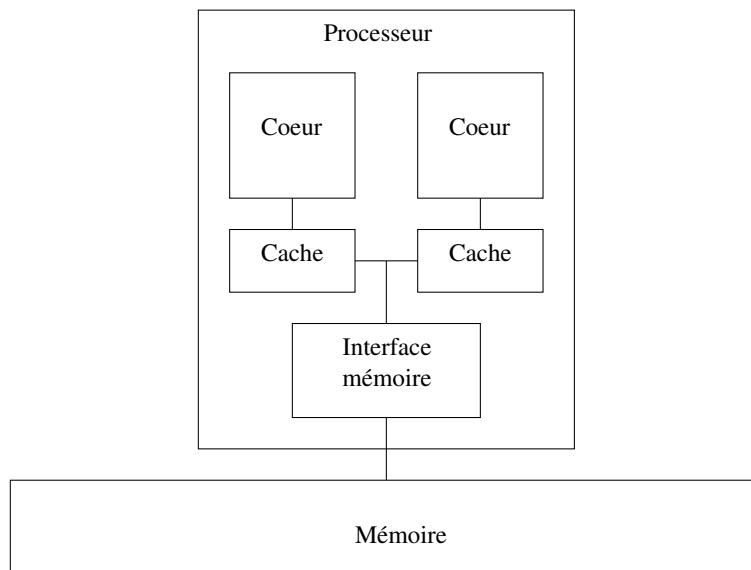 Processeur
Coeur
Coeur
Cache
Cache
Interface
mémoire
Mémoire